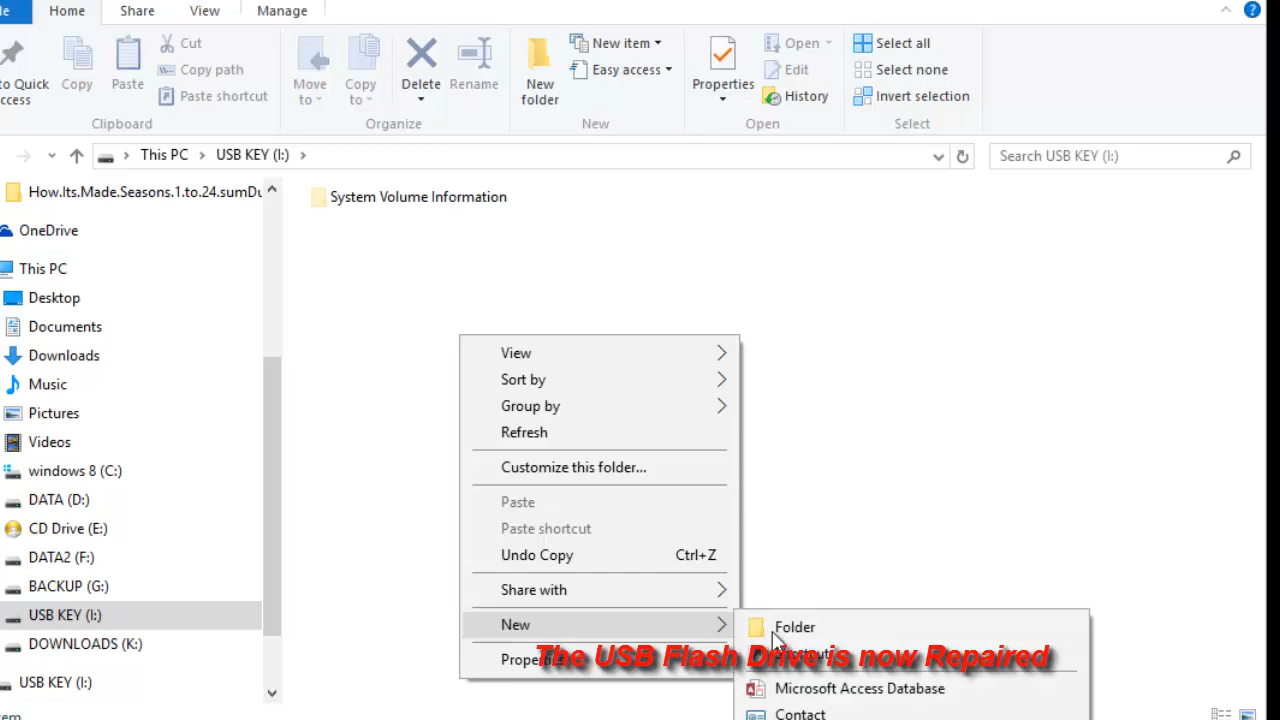 le
Home
Share
View
Manage
to Quick
ccess
Copy
Paste
Cut
Copy path
Paste shortcut
Clipboard
Move
to
Copy
to
Delete
Rename
Organize
New
folder
New item
Easy access
New
Properties
Open
Edit
History
Open
Select all
Select none
Invert selection
Select
This PC
USB KEY (I:)
Search USB KEY (I:)
How.Its.Made.Seasons.1.to.24.sumDu
OneDrive
This PC
Desktop
Documents
Downloads
Music
Pictures
Videos
windows 8 (C:)
DATA (D:)
CD Drive (E:)
DATA2 (F:)
BACKUP (G:)
USB KEY (I:)
DOWNLOADS (K:)
USB KEY (I:)
System Volume Information
View
Sort by
Group by
Refresh
Customize this folder...
Paste
Paste shortcut
Undo Copy Ctrl+Z
Share with
New
Properties
Folder
Shortcut
Microsoft Access Database
Contact
The USB Flash Drive is now Repaired